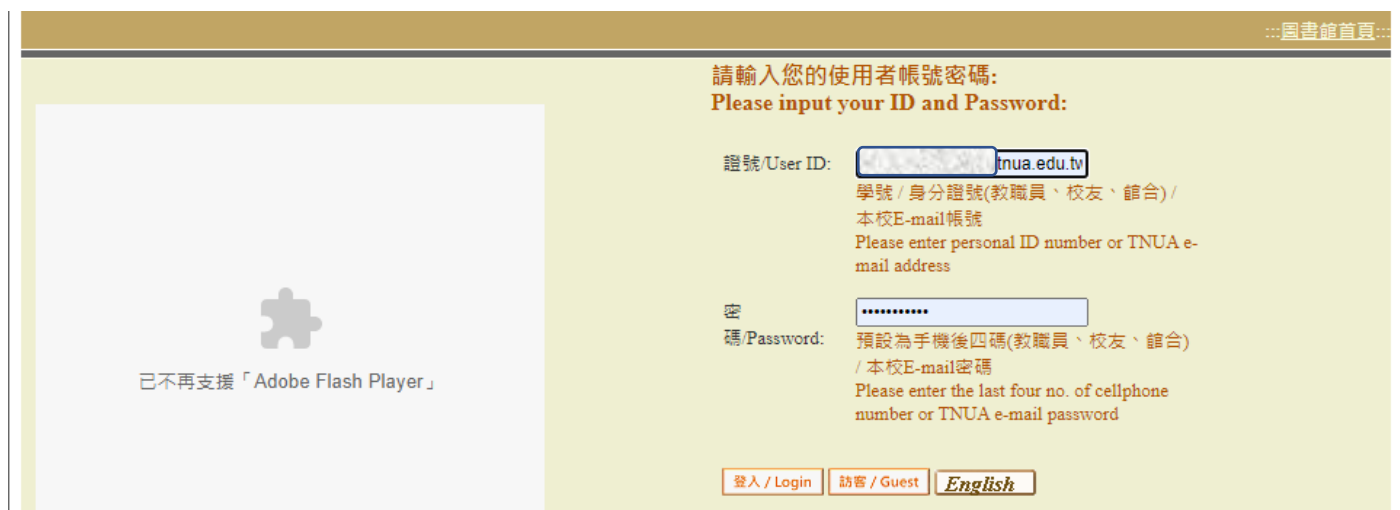 :::圖書館首頁:::
請輸入您的使用者帳號密碼:
Please input your ID and Password:
證號/User ID:
tnua.edu.tw
學號 / 身分證號(教職員、校友、館合) /
本校E-mail帳號
Please enter personal ID number or TNUA e-
mail address
密
碼/Password:
•••••••••••
預設為手機後四碼(教職員、校友、館合)
/ 本校E-mail密碼
Please enter the last four no. of cellphone
number or TNUA e-mail password
已不再支援「Adobe Flash Player」
登入 / Login 訪客 / Guest English